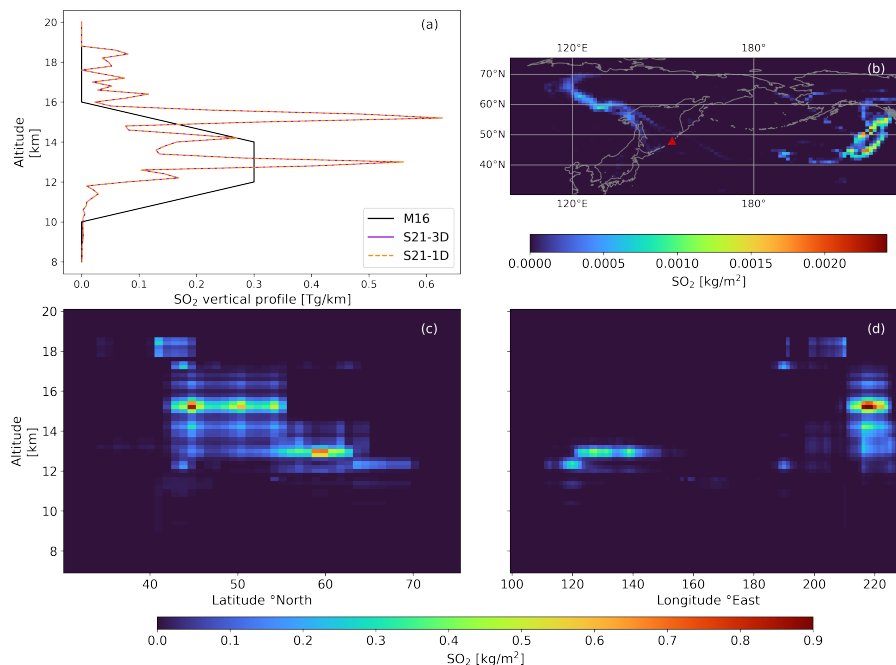 (a)
20
18
16
14
12
10
8
Altitude
[km]
0.0 0.1 0.2 0.3 0.4 0.5 0.6
SO₂ vertical profile [Tg/km]
M16
S21-3D
S21-1D
120°E 180°
(b)
70°N
60°N
50°N
40°N
120°E 180°
0.0000 0.0005 0.0010 0.0015 0.0020
SO₂ [kg/m²]
(c)
20
18
16
14
12
10
8
Altitude
[km]
40 50 60 70
Latitude °North
(d)
100 120 140 160 180 200 220
Longitude °East
0.0 0.1 0.2 0.3 0.4 0.5 0.6 0.7 0.8 0.9
SO₂ [kg/m²]